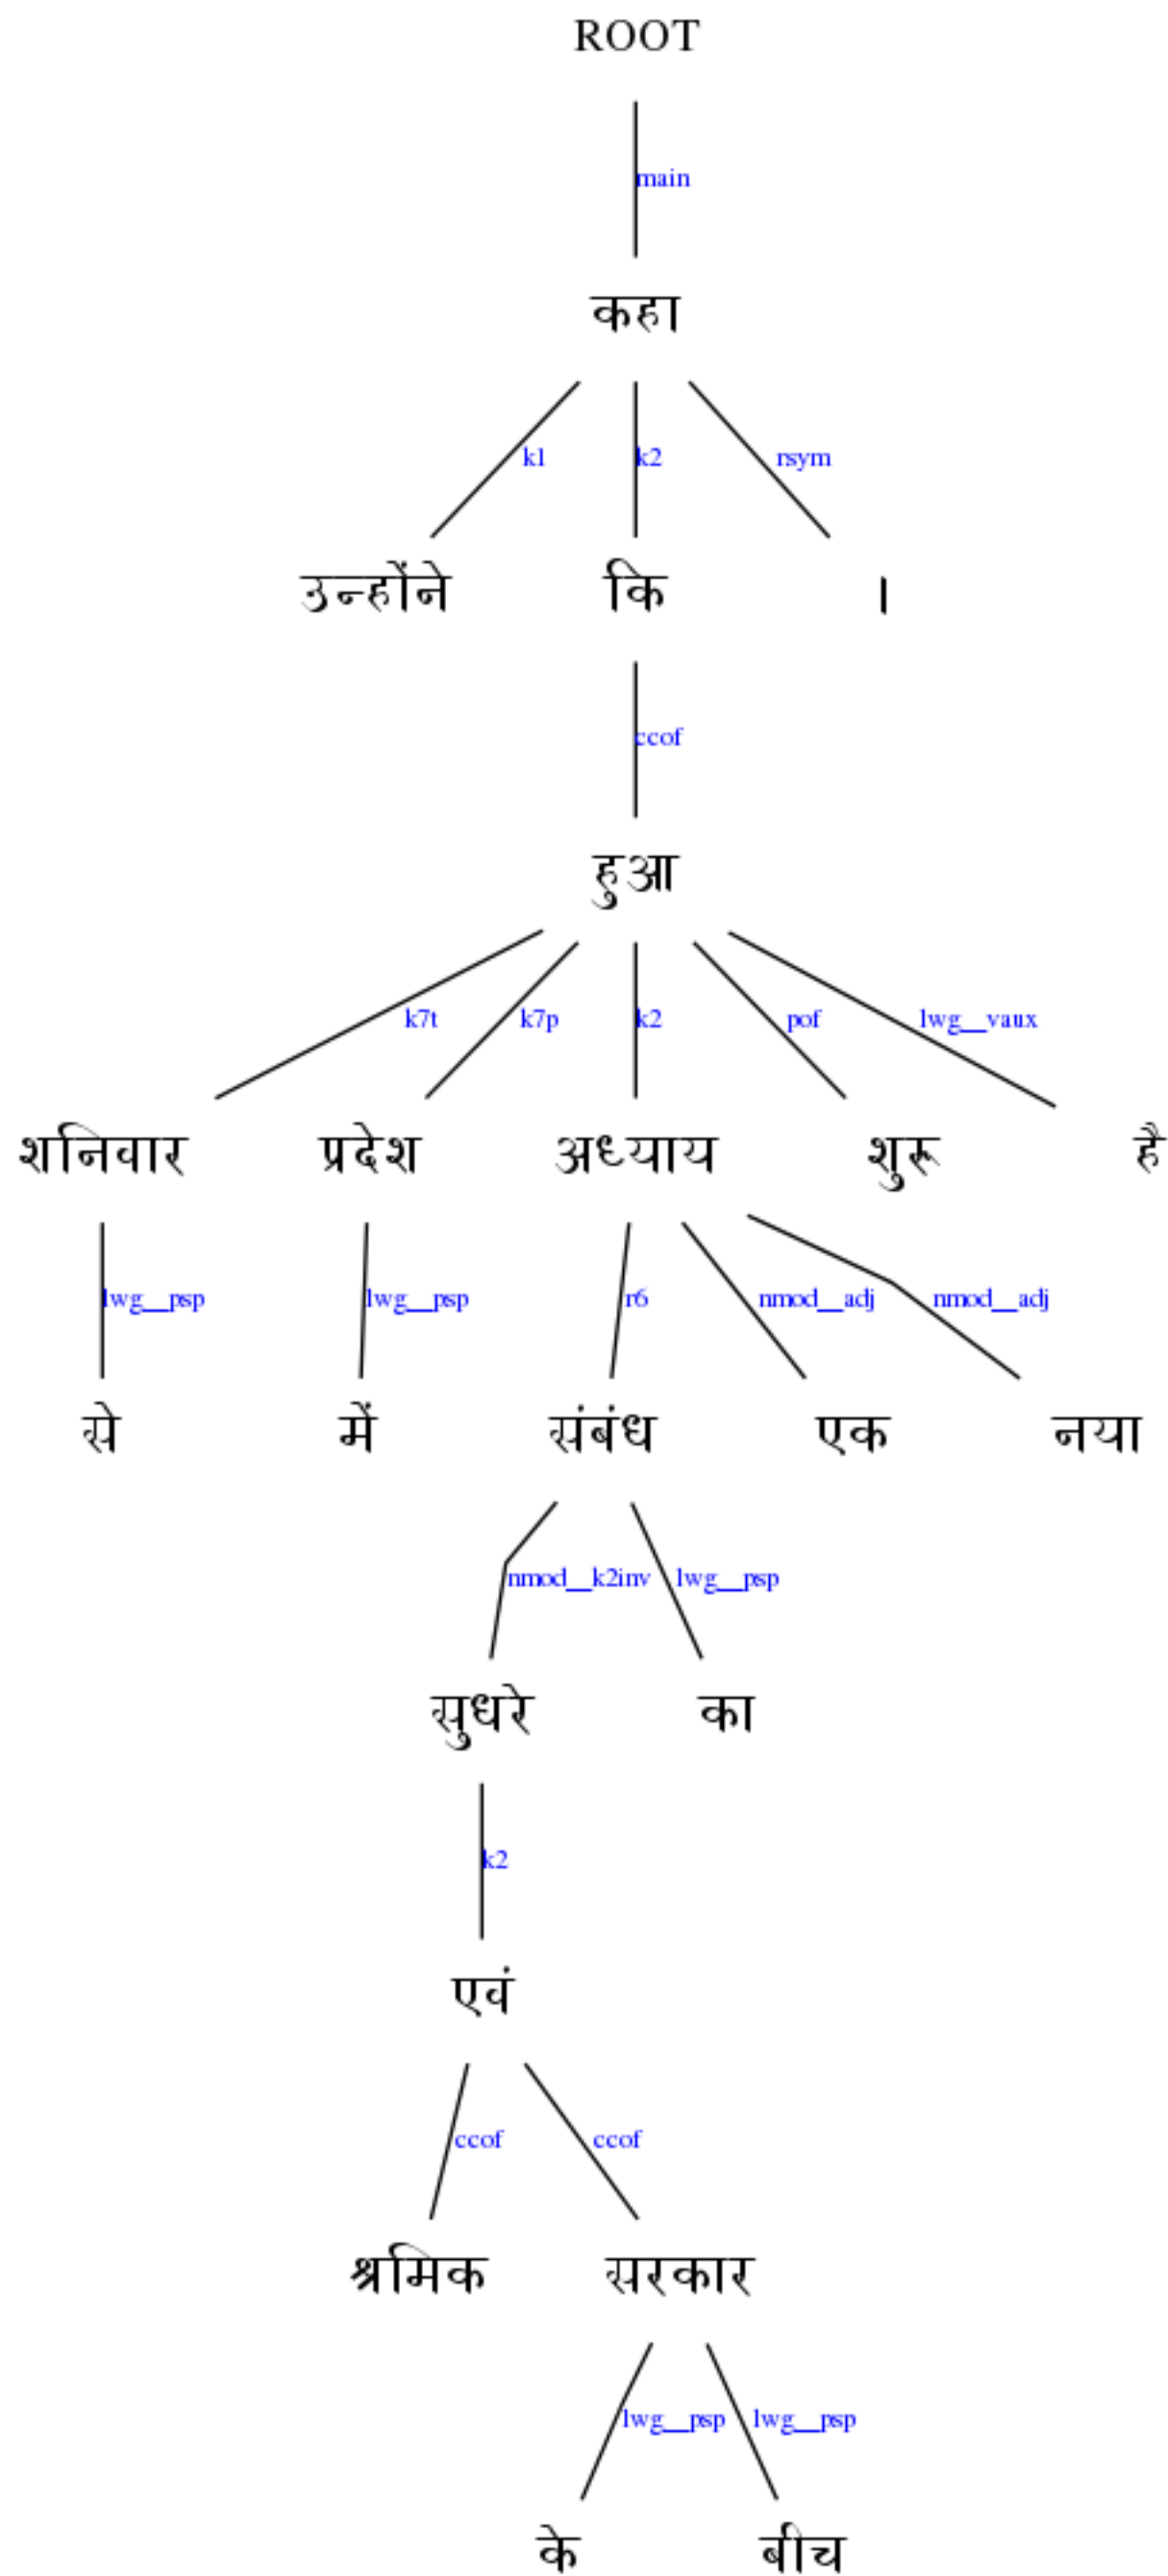 ROOT
main
कहा
k1 k2 rsym
उन्होंने कि ।
ccof
हुआ
k7t k7p k2 pof lwg__vaux
शनिवार प्रदेश अध्याय शुरू है
lwg__psp lwg__psp r6 nmod__adj nmod__adj
से में संबंध एक नया
nmod__k2inv lwg__psp
सुधरे का
k2
एवं
ccof ccof
श्रमिक सरकार
lwg__psp lwg__psp
के बीच